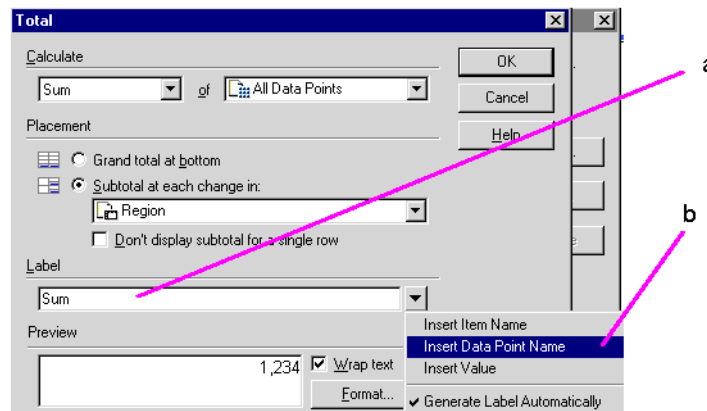 Total
Calculate
OK
Sum of All Data Points
Cancel
Placement
Help
Grand total at bottom
Subtotal at each change in:
Region
Don't display subtotal for a single row
Label
Sum
Preview
1,234
Wrap text
Format...
Insert Item Name
Insert Data Point Name
Insert Value
✔ Generate Label Automatically
a
b